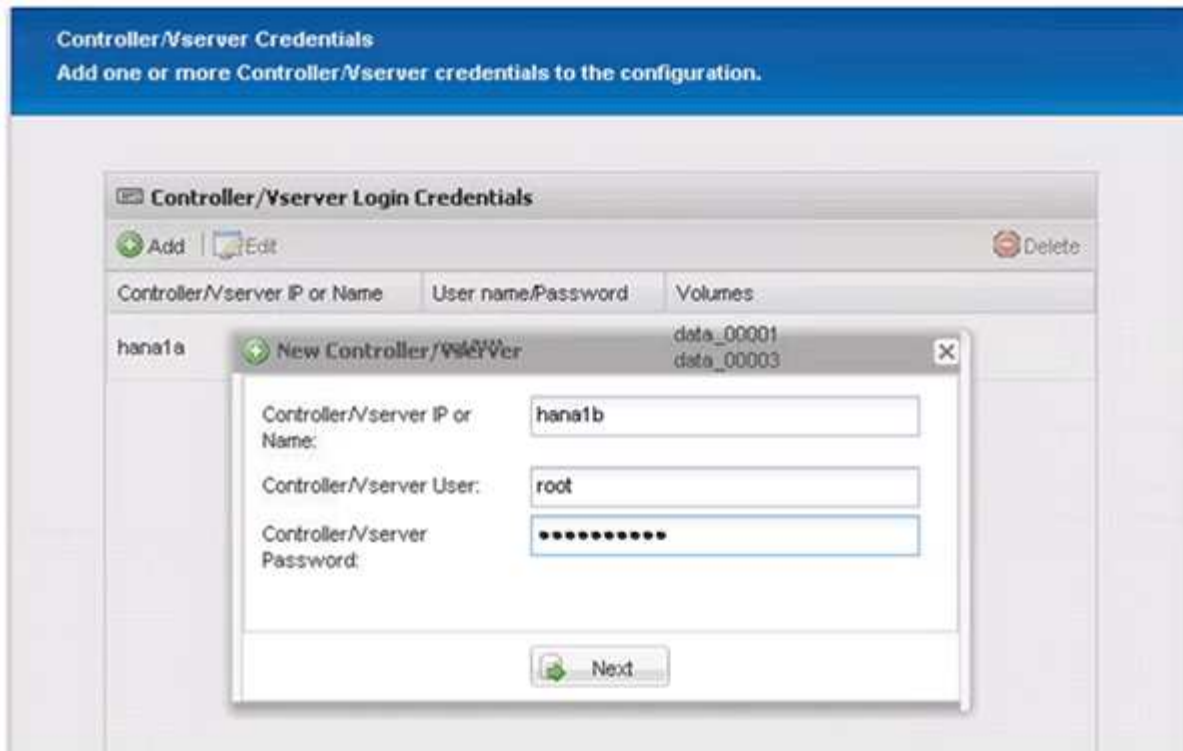 Controller/Vserver Credentials
Add one or more Controller/Vserver credentials to the configuration.
Controller/Vserver Login Credentials
Add
Edit
Delete
Controller/Vserver IP or Name
User name/Password
Volumes
hana1a
data_00001
data_00003
New Controller/Vserver
Controller/Vserver IP or
Name:
hana1b
Controller/Vserver User:
root
Controller/Vserver
Password:
••••••••••
Next